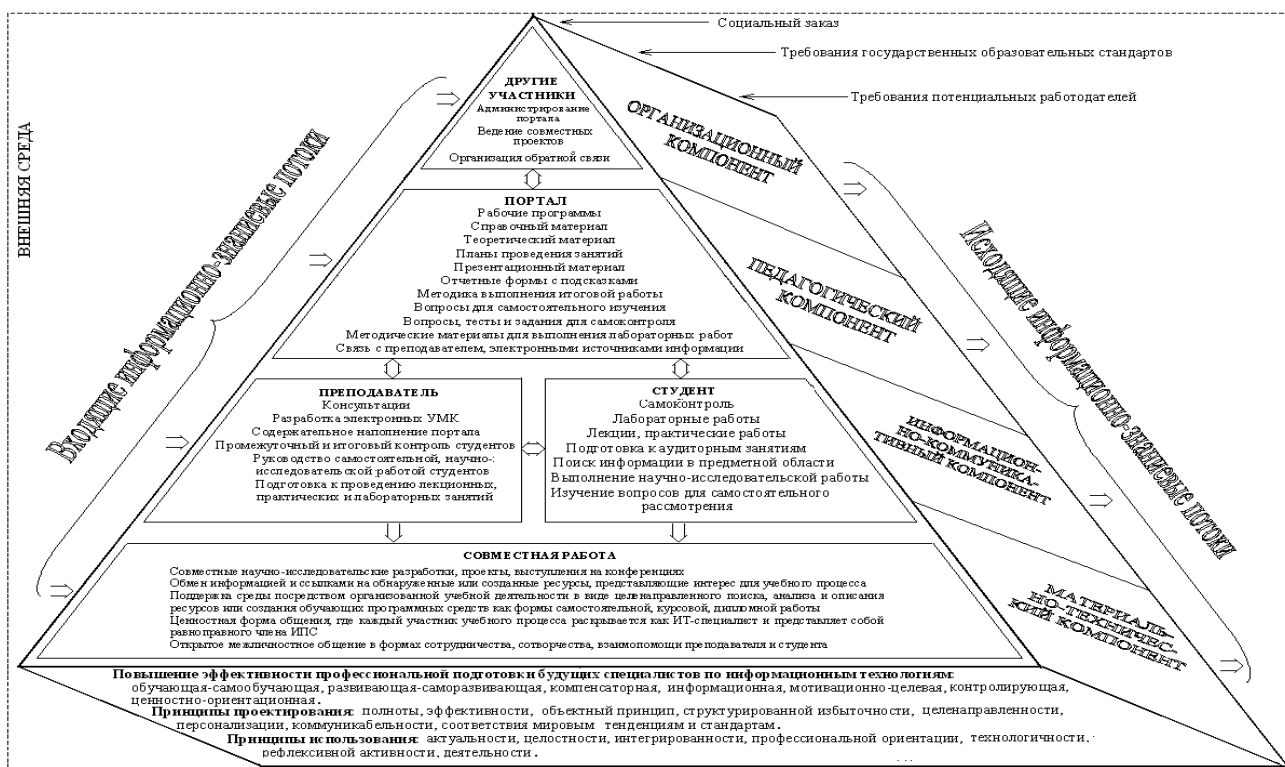 Социальный заказ
Требования государственных образовательных стандартов
Требования потенциальных работодателей
ВНЕШНЯЯ СРЕДА
Входящие информационно-знаниевые потоки
ДРУГИЕ
УЧАСТНИКИ
Администрирование
портала
Ведение совместных
проектов
Организация обратной связи
ПОРТАЛ
Рабочие программы
Справочный материал
Теоретический материал
Планы проведения занятий
Презентационный материал
Отчетные формы с подсказками
Методика выполнения итоговой работы
Вопросы для самостоятельного изучения
Вопросы, тесты и задания для самоконтроля
Методические материалы для выполнения лабораторных работ
Связь с преподавателем, электронными источниками информации
ПРЕПОДАВАТЕЛЬ
Консультации
Разработка электронных УМК
Содержательное наполнение портала
Промежуточный и итоговый контроль студентов
Руководство самостоятельной, научно-
исследовательской работой студентов
Подготовка к проведению лекционных,
практических и лабораторных занятий
СТУДЕНТ
Самоконтроль
Лабораторные работы
Лекции, практические работы
Подготовка к аудиторным занятиям
Поиск информации в предметной области
Выполнение научно-исследовательской работы
Изучение вопросов для самостоятельного
рассмотрения
СОВМЕСТНАЯ РАБОТА
Совместные научно-исследовательские разработки, проекты, выступления на конференциях
Обмен информацией и ссылками на обнаруженные или созданные ресурсы, представляющие интерес для учебного процесса
Поддержка среды посредством организованной учебной деятельности в виде целенаправленного поиска, анализа и описания
ресурсов или создания обучающих программных средств как формы самостоятельной, курсовой, дипломной работы
Ценностная форма общения, где каждый участник учебного процесса раскрывается как ИТ-специалист и представляет собой
равноправного члена ИПС
Открытое межличностное общение в формах сотрудничества, сотворчества, взаимопомощи преподавателя и студента
ОРГАНИЗАЦИОННЫЙ
КОМПОНЕНТ
ПЕДАГОГИЧЕСКИЙ
КОМПОНЕНТ
ИНФОРМАЦИОН-
НО-КОММУНИКА-
ТИВНЫЙ КОМПОНЕНТ
МАТЕРИАЛЬ-
НО-ТЕХНИЧЕС-
КИЙ КОМПОНЕНТ
Исходящие информационно-знаниевые потоки
Повышение эффективности профессиональной подготовки будущих специалистов по информационным технологиям:
обучающая-самообучающая, развивающая-саморазвивающая, компенсаторная, информационная, мотивационно-целевая, контролирующая,
ценностно-ориентационная.
Принципы проектирования: полноты, эффективности, объектный принцип, структурированной избыточности, целенаправленности,
персонализации, коммуникабельности, соответствия мировым тенденциям и стандартам.
Принципы использования: актуальности, целостности, интегрированности, профессиональной ориентации, технологичности,
рефлексивной активности, деятельности.